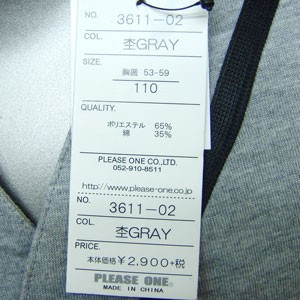 NO. 3611-02
COL. 杢GRAY
SIZE.
胸囲 53-59
110
QUALITY.
ポリエステル 65%
綿 35%
PLEASE ONE CO.,LTD.
052-910-8511
http://www.please-one.co.jp
NO. 3611-02
COL. 杢GRAY
PRICE.
本体価格 ¥2,900+税
PLEASE ONE.
MADE IN CHINA